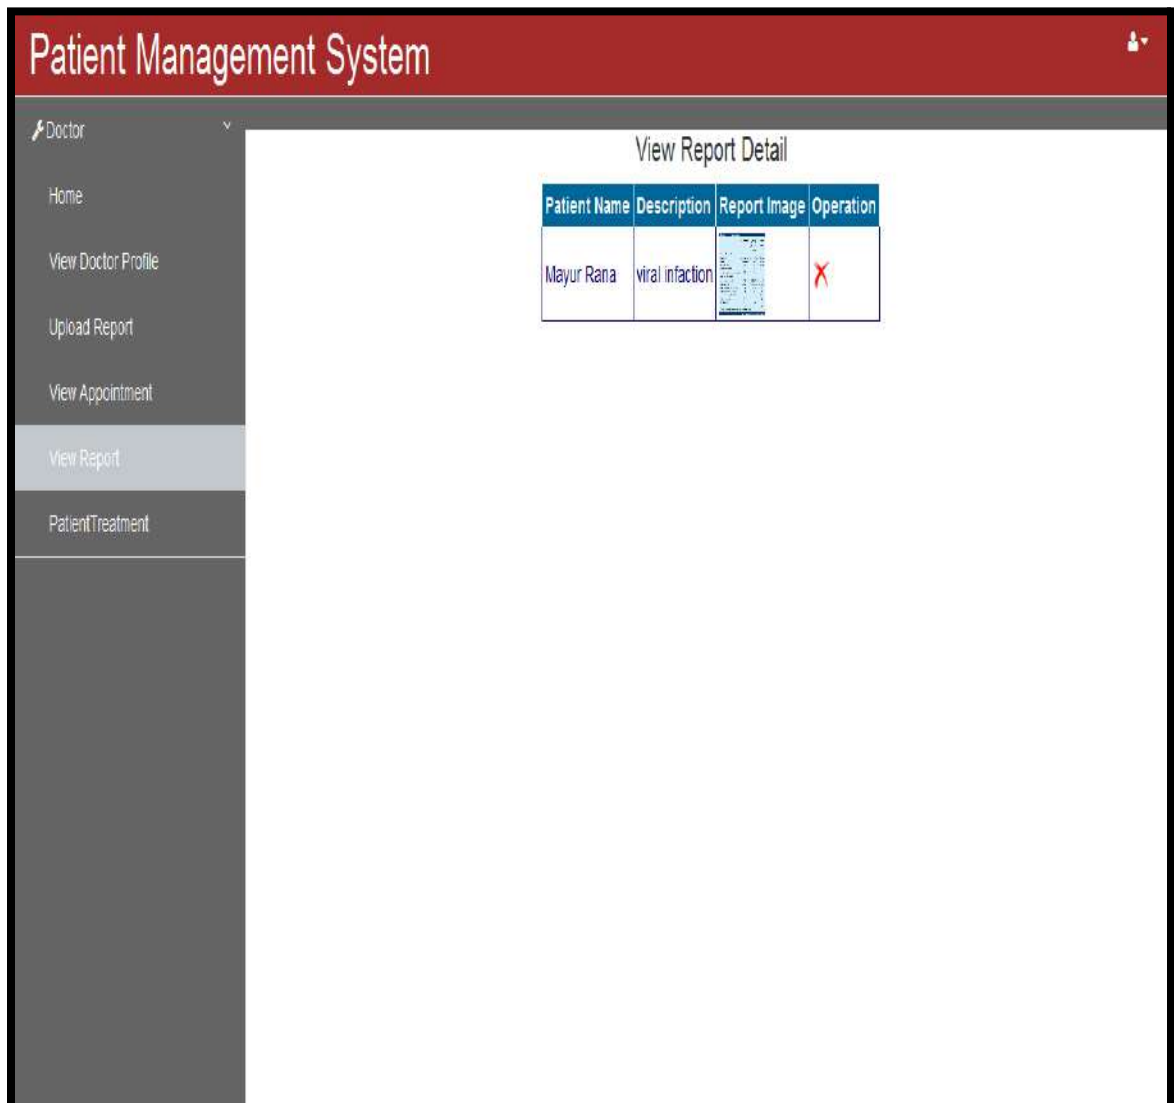 Patient Management System
Doctor
Home
View Doctor Profile
Upload Report
View Appointment
View Report
PatientTreatment
View Report Detail
Patient Name Description Report Image Operation
Mayur Rana viral infaction